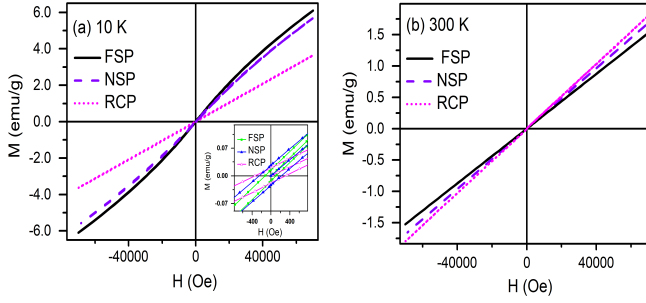 (a) 10 K
FSP
NSP
RCP
M (emu/g)
6.0
4.0
2.0
0.0
-2.0
-4.0
-6.0
-40000
0
40000
H (Oe)
FSP
NSP
RCP
M (emu/g)
0.07
0.00
-0.07
-400
0
400
H (Oe)
(b) 300 K
FSP
NSP
RCP
M (emu/g)
1.5
1.0
0.5
0.0
-0.5
-1.0
-1.5
-40000
0
40000
H (Oe)